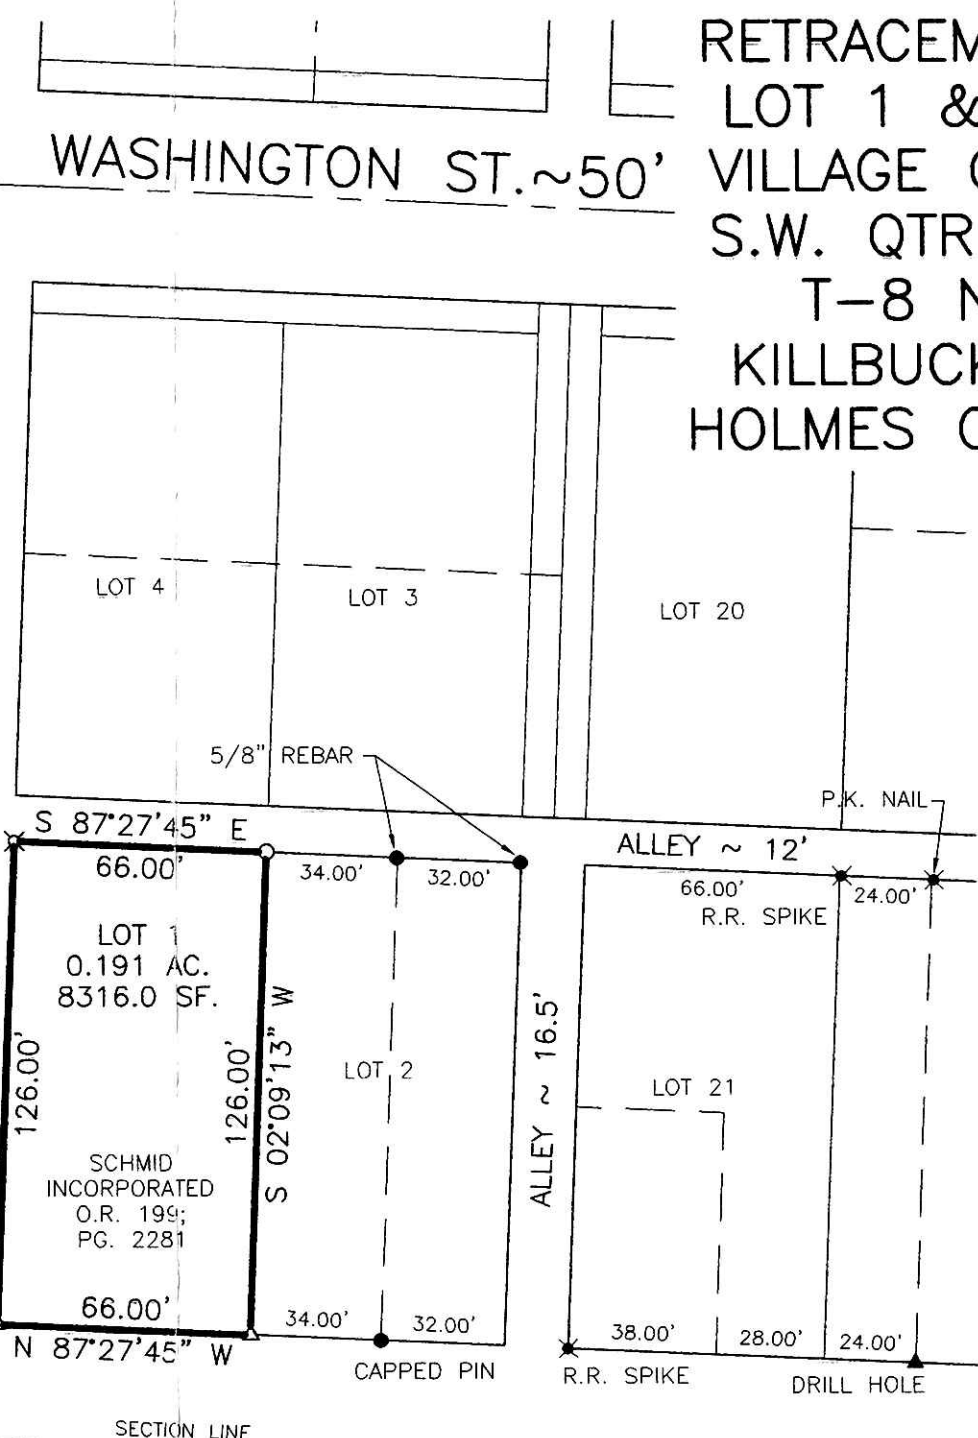 RETRACEM
LOT 1 &
WASHINGTON ST.~50'
VILLAGE
S.W. QTR
T-8 N
KILLBUCK
HOLMES
LOT 4
LOT 3
LOT 20
5/8" REBAR
P.K. NAIL
S 87°27'45" E
66.00'
34.00'
32.00'
ALLEY ~ 12'
66.00'
24.00'
R.R. SPIKE
LOT 1
0.191 AC.
8316.0 SF.
126.00'
126.00'
S 02°09'13" W
LOT 2
ALLEY ~ 16.5'
LOT 21
SCHMID
INCORPORATED
O.R. 199;
PG. 2281
66.00'
34.00'
32.00'
38.00'
28.00'
24.00'
N 87°27'45" W
CAPPED PIN
R.R. SPIKE
DRILL HOLE
SECTION LINE